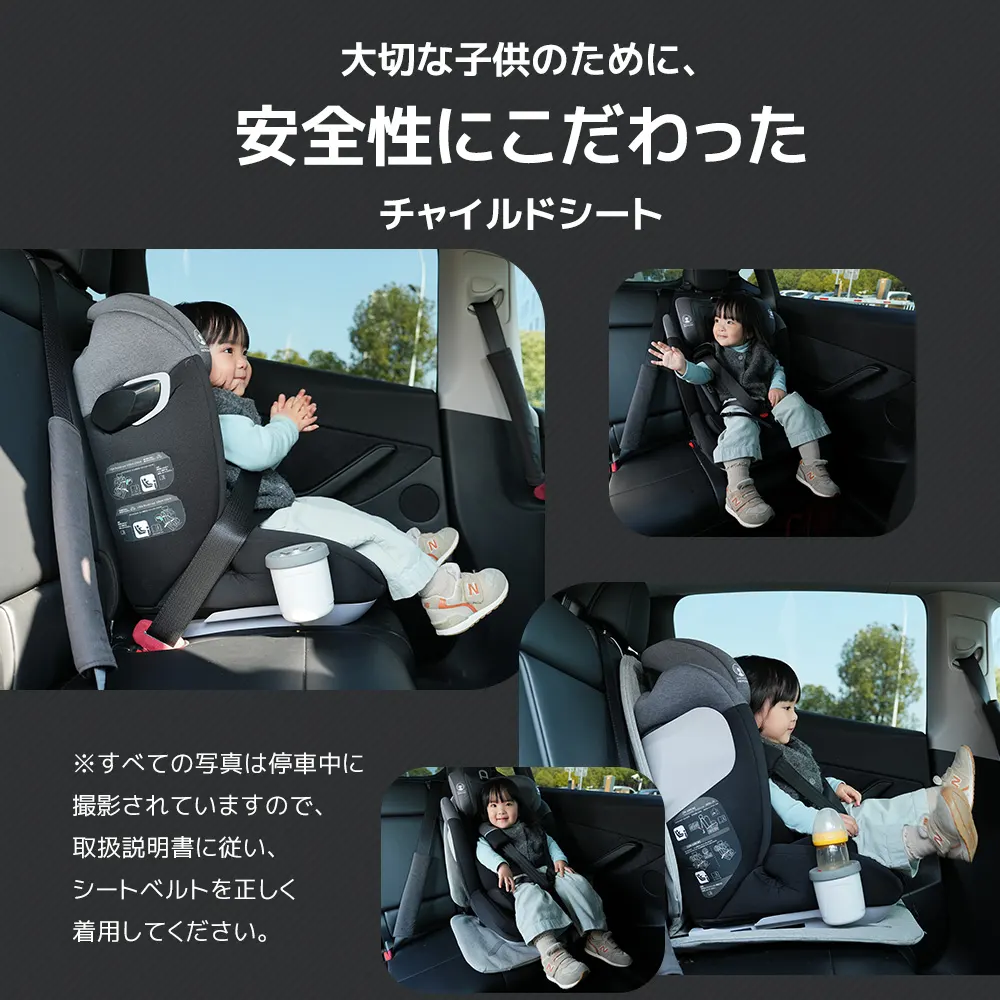 大切な子供のために、
安全性にこだわった
チャイルドシート
※すべての写真は停車中に
撮影されていますので、
取扱説明書に従い、
シートベルトを正しく
着用してください。